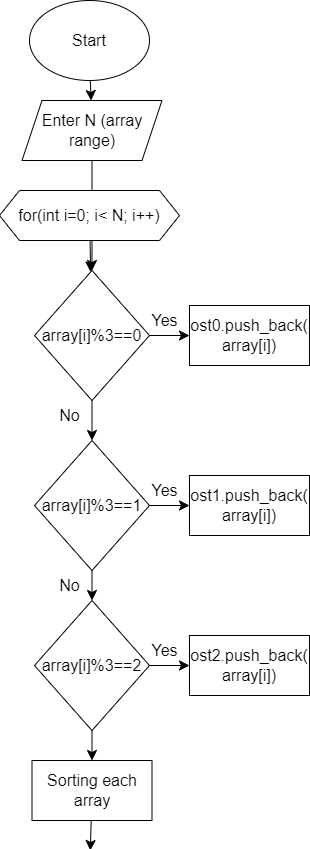 Start
Enter N (array
range)
for(int i=0; i< N; i++)
array[i]%3==0
Yes
ost0.push_back(
array[i])
No
array[i]%3==1
Yes
ost1.push_back(
array[i])
No
array[i]%3==2
Yes
ost2.push_back(
array[i])
Sorting each
array